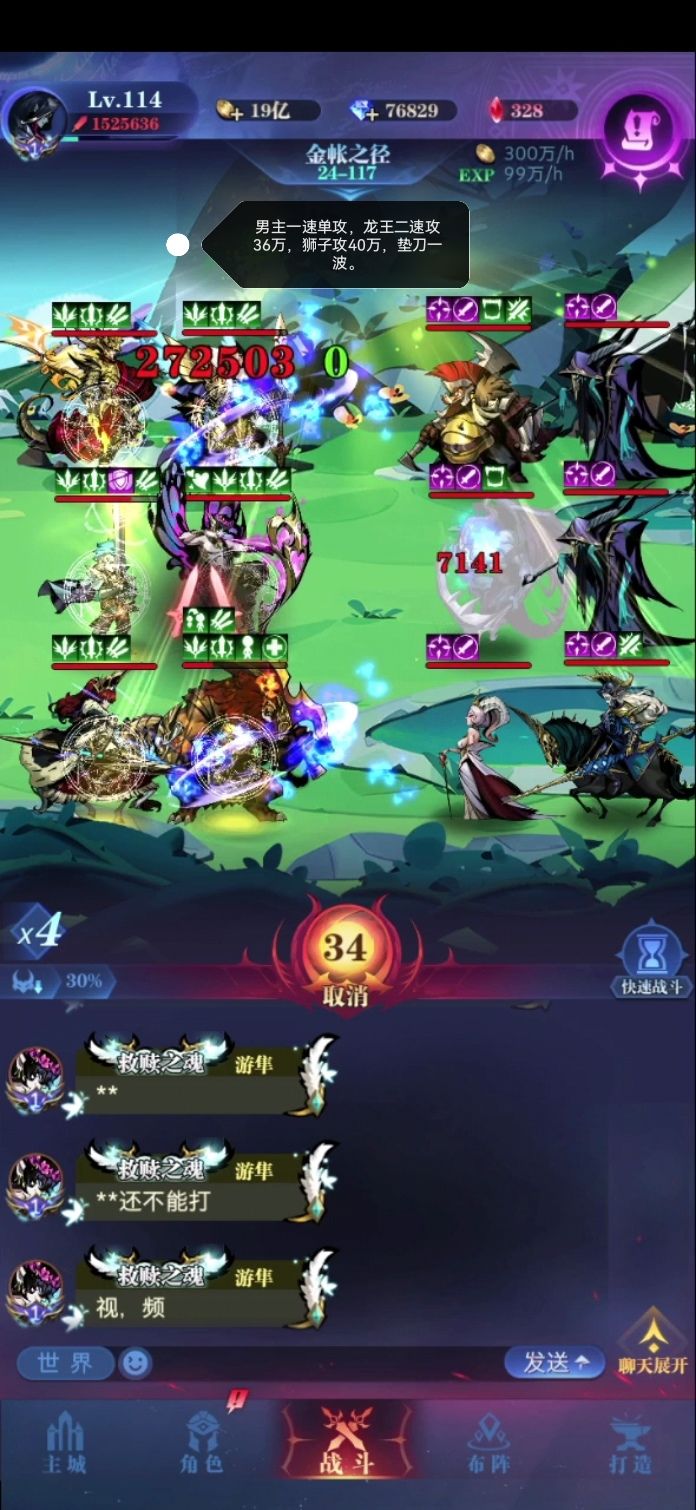 Lv.114
1525636
19亿
76829
328
金帐之径
24-117
300万/h
EXP 99万/h
男主一速单攻，龙王二速攻
36万，狮子攻40万，垫刀一
波。
272503 0
7141
x4
34
取消
30%
快速战斗
救赎之魂 游隼
**
救赎之魂 游隼
**还不能打
救赎之魂 游隼
视，频
世界
发送
聊天展开
主城
角色
战斗
布阵
打造